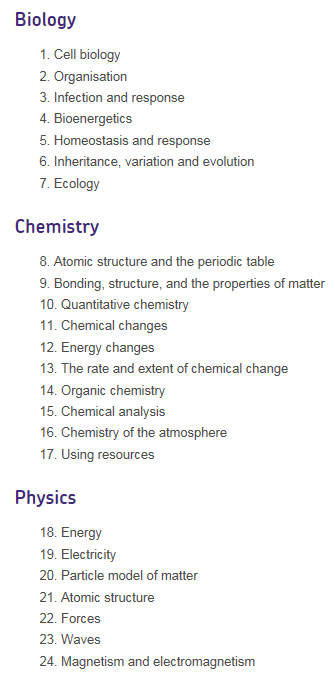 Biology
1. Cell biology
2. Organisation
3. Infection and response
4. Bioenergetics
5. Homeostasis and response
6. Inheritance, variation and evolution
7. Ecology
Chemistry
8. Atomic structure and the periodic table
9. Bonding, structure, and the properties of matter
10. Quantitative chemistry
11. Chemical changes
12. Energy changes
13. The rate and extent of chemical change
14. Organic chemistry
15. Chemical analysis
16. Chemistry of the atmosphere
17. Using resources
Physics
18. Energy
19. Electricity
20. Particle model of matter
21. Atomic structure
22. Forces
23. Waves
24. Magnetism and electromagnetism